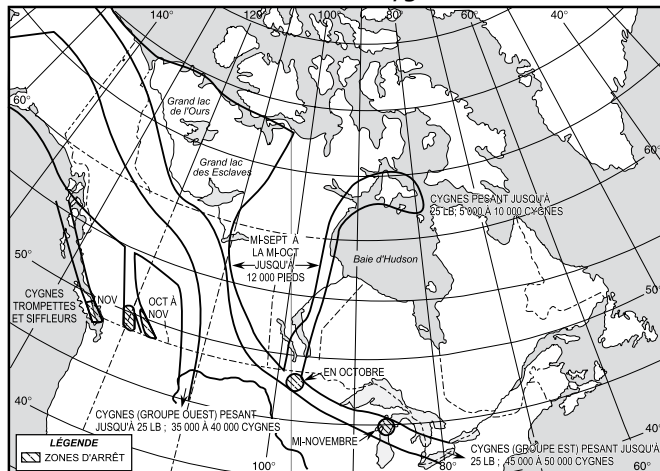 140°
120°
100°
80°
60°
40°
60°
60°
50°
50°
40°
40°
100°
80°
60°
Grand lac
de l'Ours
Grand lac
des Esclaves
CYGNES PESANT JUSQU'À
25 LB; 5 000 À 10 000 CYGNES
MI-SEPT À
LA MI-OCT
JUSQU'À
12 000 PIEDS
Baie d'Hudson
CYGNES
TROMPETTES
ET SIFFLEURS
NOV
OCT À
NOV
EN OCTOBRE
CYGNES (GROUPE OUEST) PESANT
JUSQU'À 25 LB ; 35 000 À 40 000 CYGNES
MI-NOVEMBRE
CYGNES (GROUPE EST) PESANT JUSQU'À
25 LB ; 45 000 À 50 000 CYGNES
LÉGENDE
ZONES D'ARRÊT